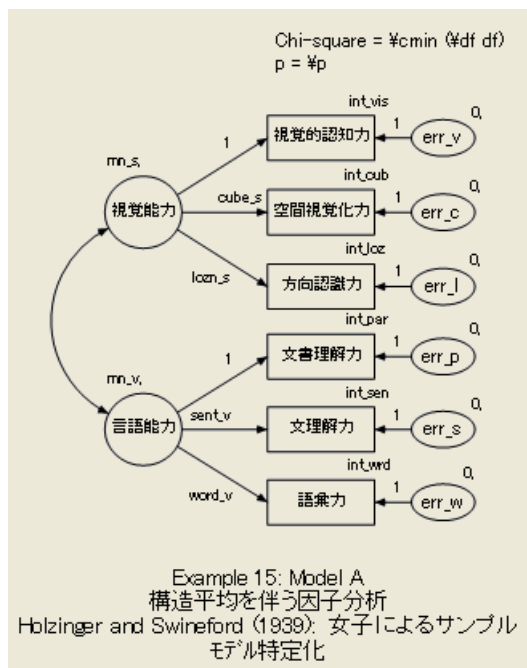 Chi-square = ¥cmin (¥df df)
p = ¥p
int_vis
0,
1
視覚的認知力
1
err_v
mn_s,
int_cub
0,
視覚能力
cube_s
空間視覚化力
1
err_c
int_loz
0,
lozn_s
方向認識力
1
err_l
int_par
0,
1
文書理解力
1
err_p
mn_v,
int_sen
0,
言語能力
sent_v
文理解力
1
err_s
int_wrd
0,
word_v
語彙力
1
err_w
Example 15: Model A
構造平均を伴う因子分析
Holzinger and Swineford (1939): 女子によるサンプル
モデル特定化